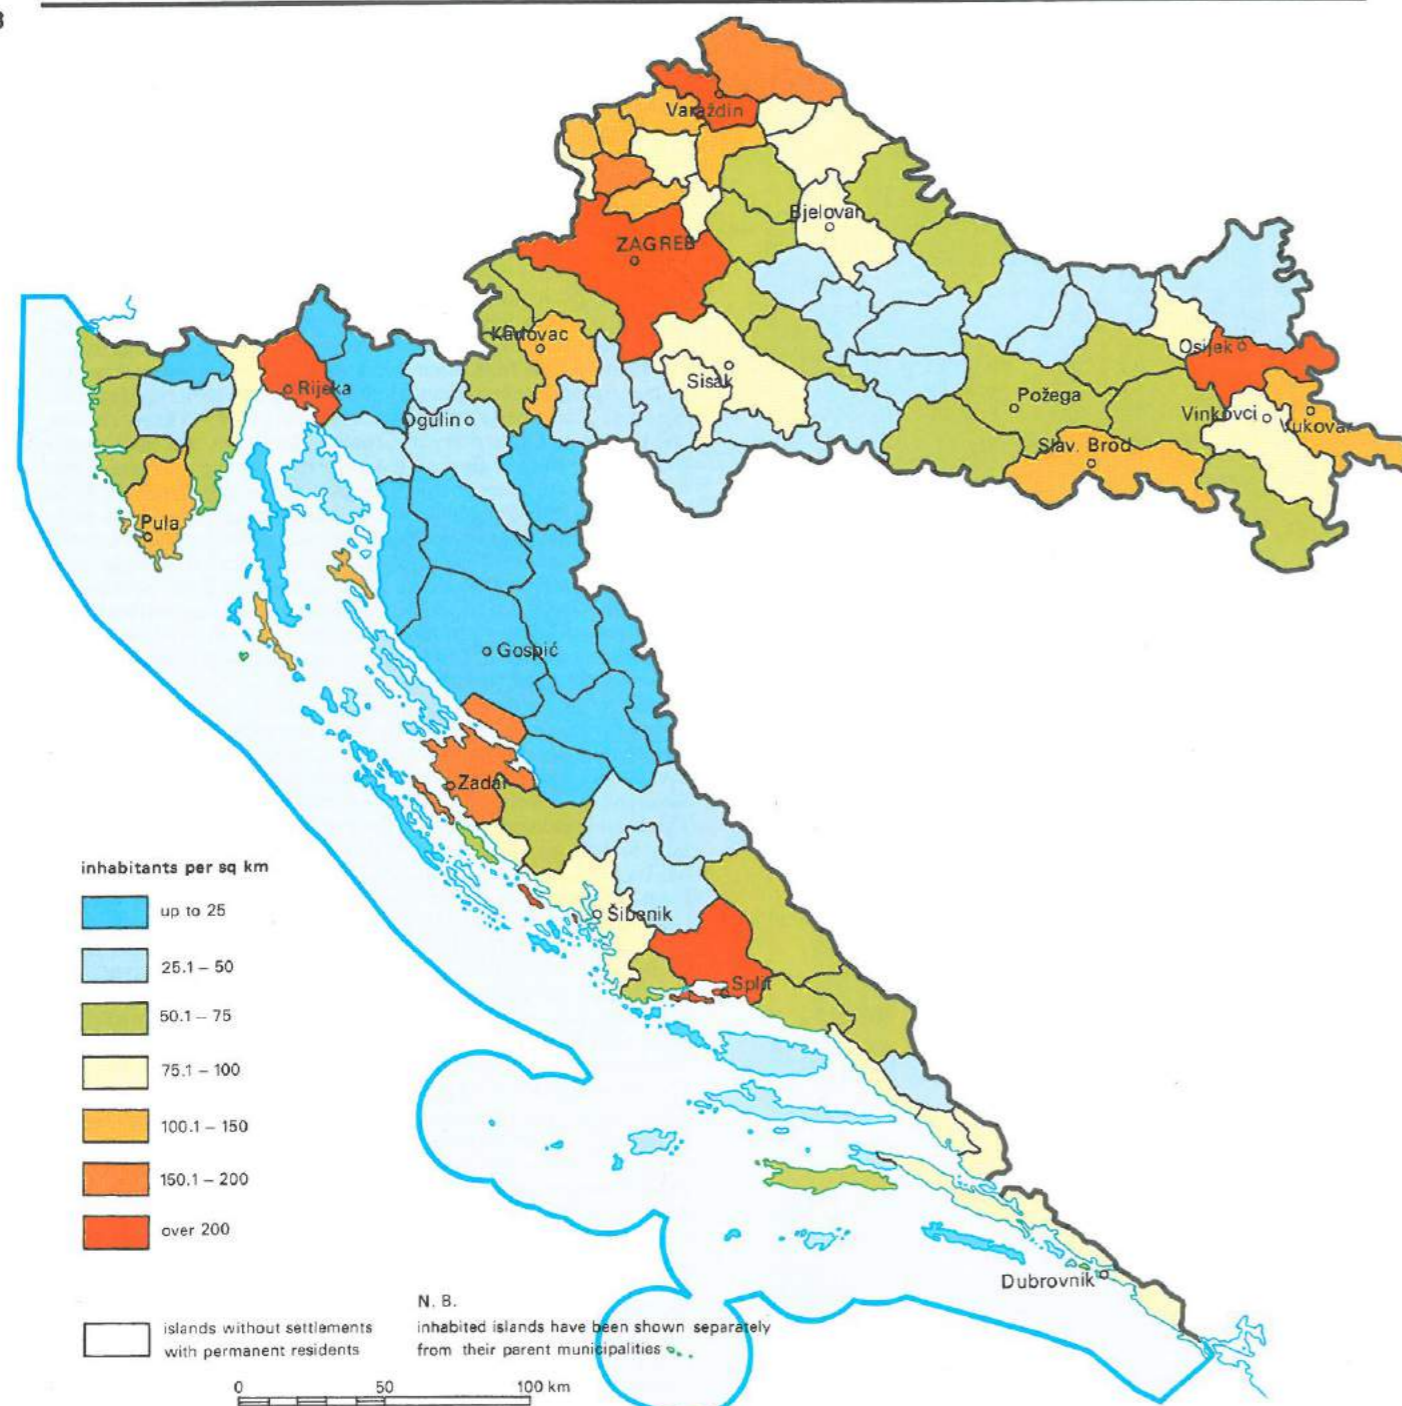 Varaždin
Bjelovar
ZAGREB
Karlovac
Osijek
Rijeka
Sisak
Požega
Ogulin
Vinkovci
Vukovar
Slav. Brod
Pula
Gospić
Zadar
inhabitants per sq km
up to 25
Šibenik
25.1 – 50
Split
50.1 – 75
75.1 – 100
100.1 – 150
150.1 – 200
over 200
Dubrovnik
N. B.
islands without settlements
with permanent residents
inhabited islands have been shown separately
from their parent municipalities
0 50 100 km